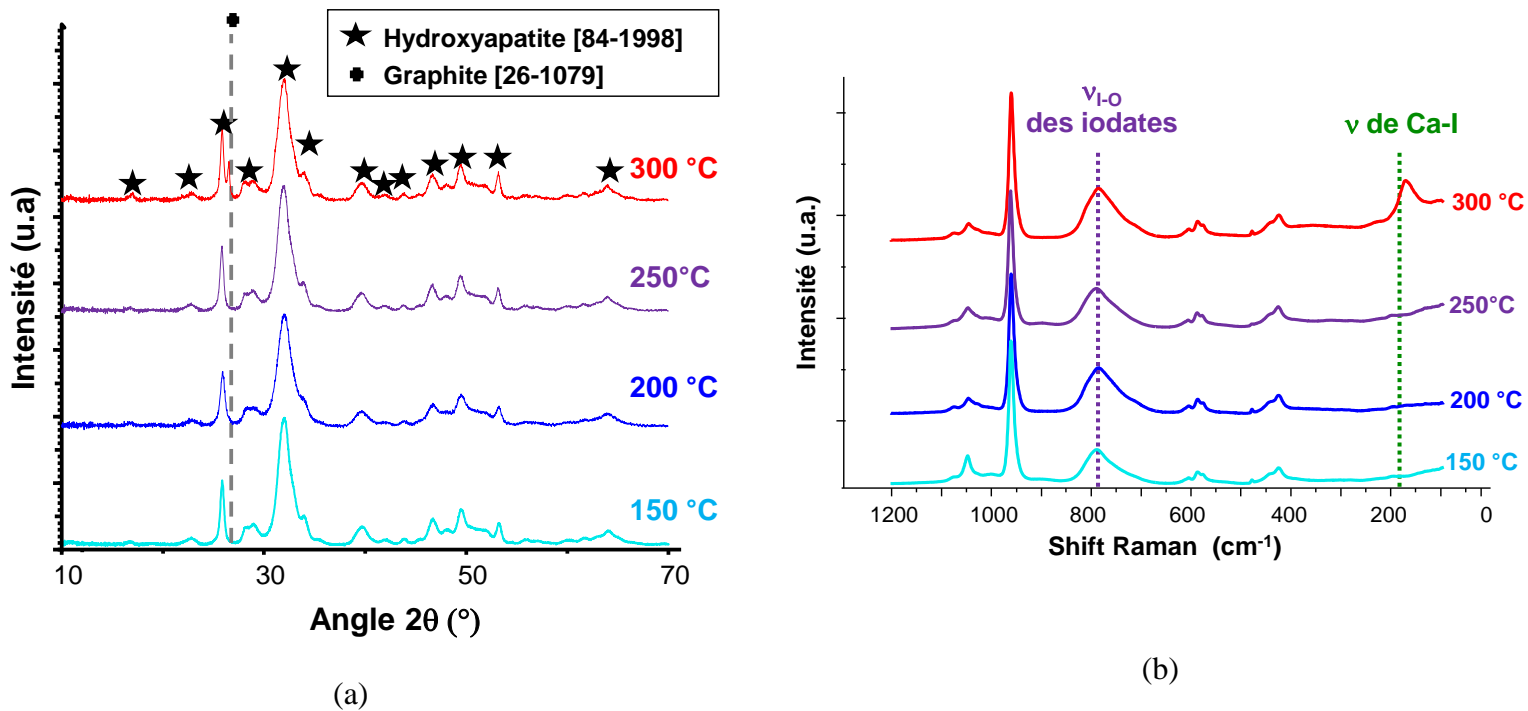 ★ Hydroxyapatite [84-1998]
Graphite [26-1079]
300 °C
250°C
200 °C
150 °C
Intensité (u.a)
10 30 50 70
Angle 2θ (°)
(a)
νI-O
des iodates
ν de Ca-I
300 °C
250°C
200 °C
150 °C
Intensité (u.a.)
1200 1000 800 600 400 200 0
Shift Raman (cm-1)
(b)